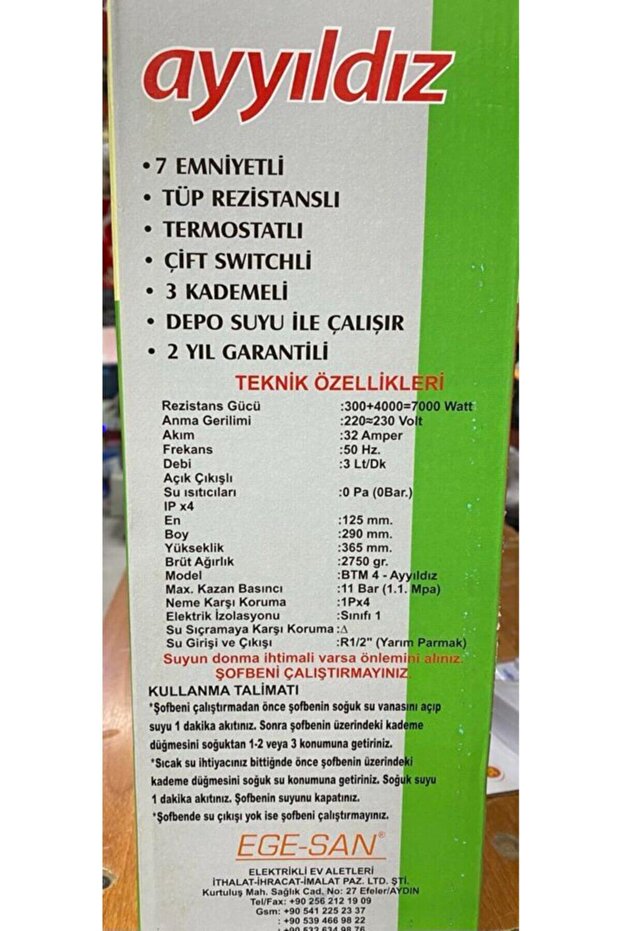 ayyıldız
• 7 EMNİYETLİ
• TÜP REZİSTANSLI
• TERMOSTATLI
• ÇİFT SWITCHLİ
• 3 KADEMELİ
• DEPO SUYU İLE ÇALIŞIR
• 2 YIL GARANTİLİ
TEKNİK ÖZELLİKLERİ
Rezistans Gücü :300+4000=7000 Watt
Anma Gerilimi :220≈230 Volt
Akım :32 Amper
Frekans :50 Hz.
Debi :3 Lt/Dk
Açık Çıkışlı
Su ısıtıcıları :0 Pa (0Bar.)
IP x4
En :125 mm.
Boy :290 mm.
Yükseklik :365 mm.
Brüt Ağırlık :2750 gr.
Model :BTM 4 - Ayyıldız
Max. Kazan Basıncı :11 Bar (1.1. Mpa)
Neme Karşı Koruma :1Px4
Elektrik İzolasyonu :Sınıfı 1
Su Sıçramaya Karşı Koruma :Δ
Su Girişi ve Çıkışı :R1/2" (Yarım Parmak)
Suyun donma ihtimali varsa önlemini alınız.
ŞOFBENİ ÇALIŞTIRMAYINIZ.
KULLANMA TALİMATI
*Şofbeni çalıştırmadan önce şofbenin soğuk su vanasını açıp
suyu 1 dakika akıtınız. Sonra şofbenin üzerindeki kademe
düğmesini soğuktan 1-2 veya 3 konumuna getiriniz.
*Sıcak su ihtiyacınız bittiğinde önce şofbenin üzerindeki
kademe düğmesini soğuk su konumuna getiriniz. Soğuk suyu
1 dakika akıtınız. Şofbenin suyunu kapatınız.
*Şofbende su çıkışı yok ise şofbeni çalıştırmayınız.
EGE-SAN®
ELEKTRİKLİ EV ALETLERİ
İTHALAT-İHRACAT-İMALAT PAZ. LTD. ŞTİ.
Kurtuluş Mah. Sağlık Cad. No: 27 Efeler/AYDIN
Tel/Fax: +90 256 212 19 09
Gsm: +90 541 225 23 37
+90 539 466 98 22
+90 532 634 98 76